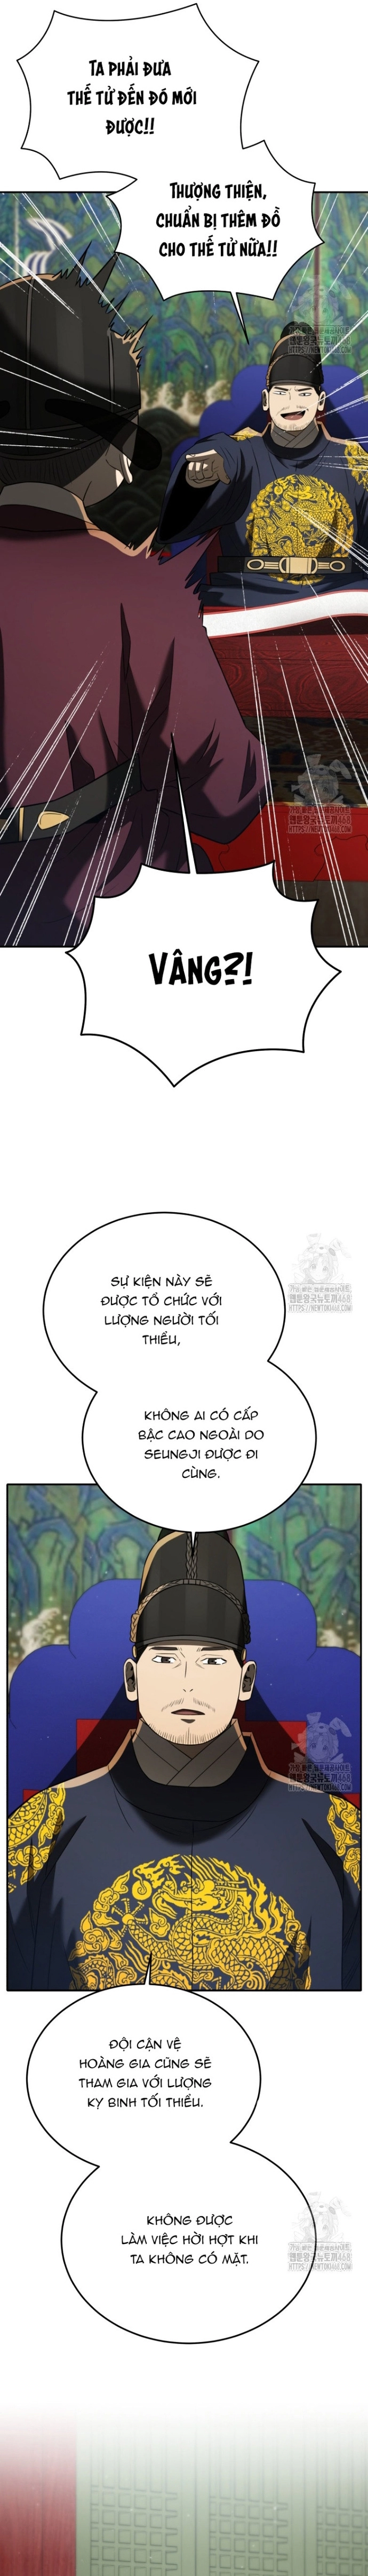 TA PHẢI ĐƯA
THẾ TỬ ĐẾN ĐÓ MỚI
ĐƯỢC!!
THƯỢNG THIỆN,
CHUẨN BỊ THÊM ĐỒ
CHO THẾ TỬ NỮA!!
VÂNG?!
SỰ KIỆN NÀY SẼ
ĐƯỢC TỔ CHỨC VỚI
LƯỢNG NGƯỜI TỐI
THIỂU,
KHÔNG AI CÓ CẤP
BẬC CAO NGOÀI DO
SEUNGJI ĐƯỢC ĐI
CÙNG.
ĐỘI CẬN VỆ
HOÀNG GIA CŨNG SẼ
THAM GIA VỚI LƯỢNG
KỴ BINH TỐI THIỂU.
KHÔNG ĐƯỢC
LÀM VIỆC HỜI HỢT KHI
TA KHÔNG CÓ MẶT.